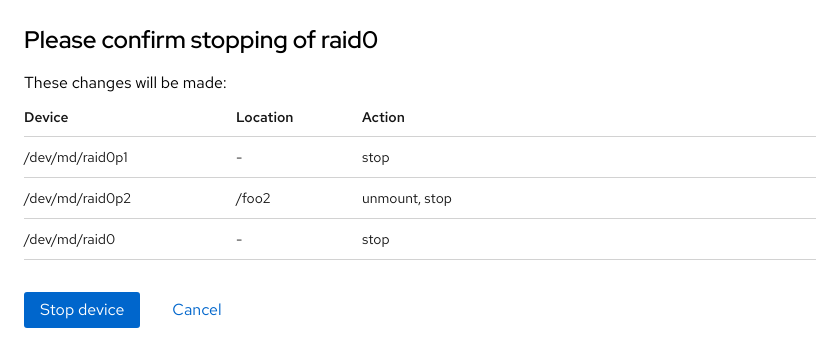 Please confirm stopping of raid0
These changes will be made:
Device Location Action
/dev/md/raid0p1 - stop
/dev/md/raid0p2 /foo2 unmount, stop
/dev/md/raid0 - stop
Stop device Cancel